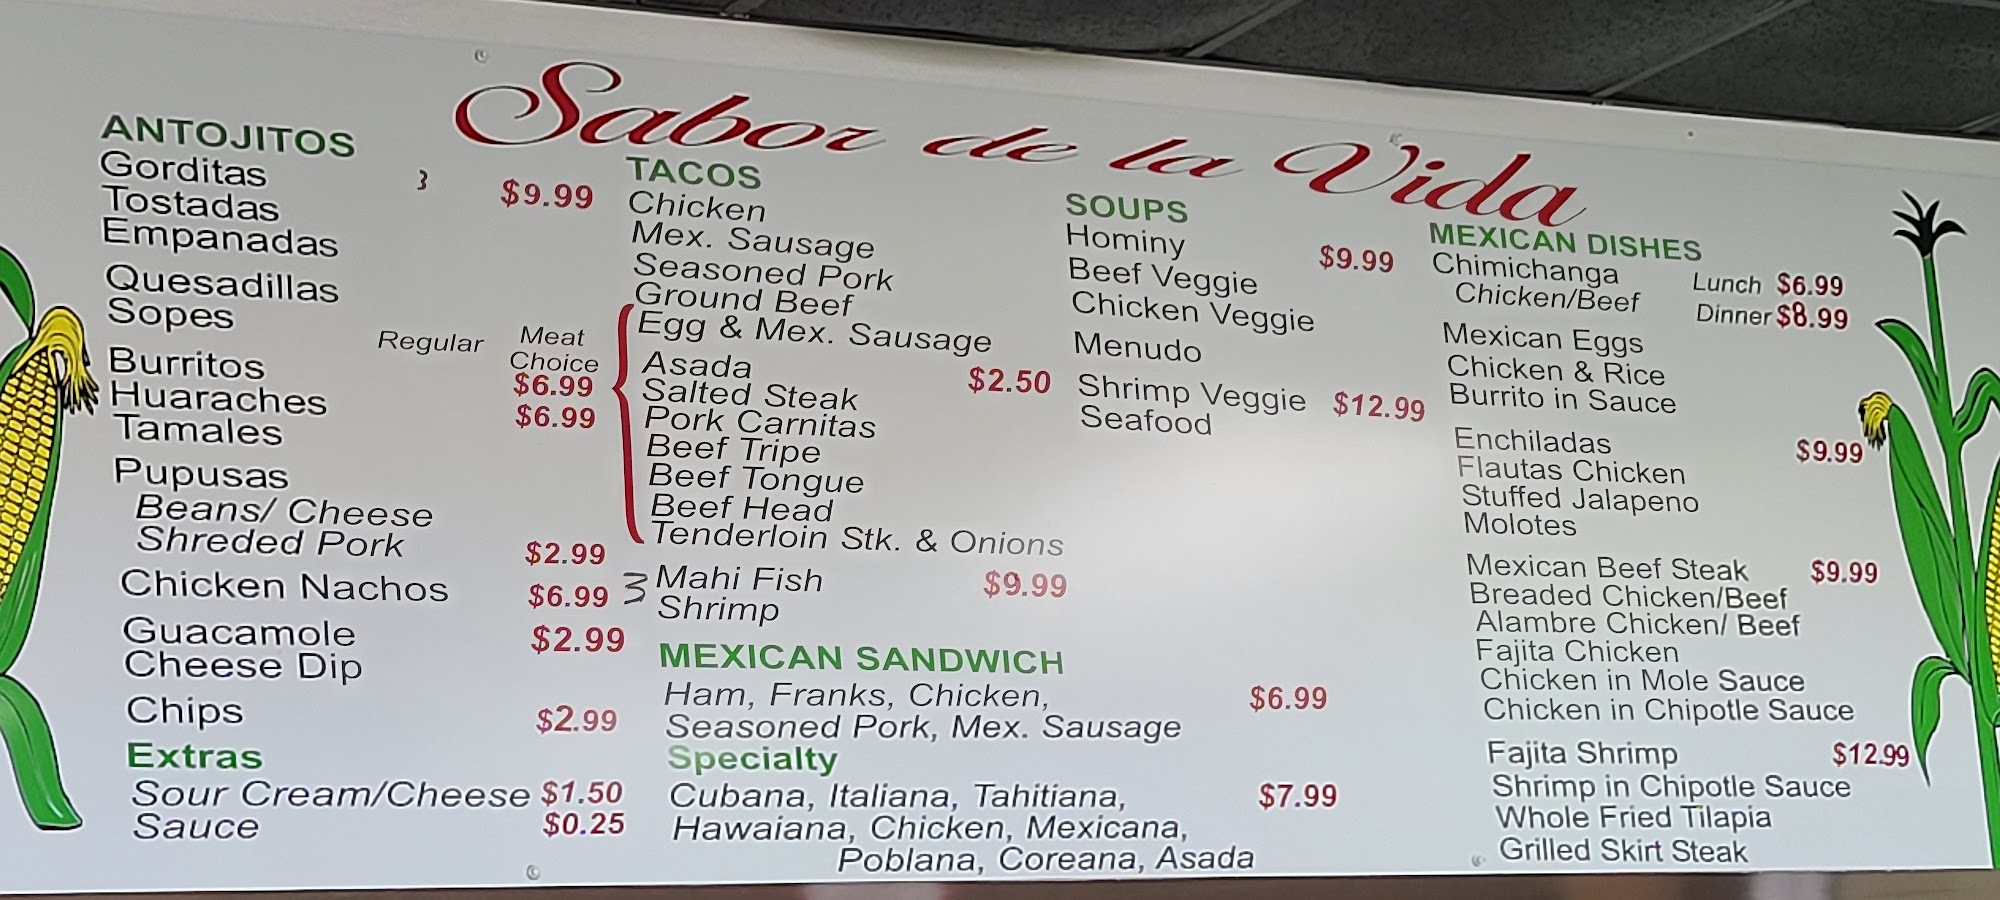 Sabor de la Vida
ANTOJITOS
Gorditas 3 $9.99
Tostadas
Empanadas
Quesadillas
Sopes
Regular Meat
Choice
Burritos $6.99
Huaraches $6.99
Tamales
Pupusas
Beans/ Cheese
Shreded Pork $2.99
Chicken Nachos $6.99
Guacamole $2.99
Cheese Dip
Chips $2.99
Extras
Sour Cream/Cheese $1.50
Sauce $0.25
TACOS
Chicken
Mex. Sausage
Seasoned Pork
Ground Beef
Egg & Mex. Sausage
Asada $2.50
Salted Steak
Pork Carnitas
Beef Tripe
Beef Tongue
Beef Head
Tenderloin Stk. & Onions
3 Mahi Fish $9.99
Shrimp
MEXICAN SANDWICH
Ham, Franks, Chicken, $6.99
Seasoned Pork, Mex. Sausage
Specialty
Cubana, Italiana, Tahitiana, $7.99
Hawaiana, Chicken, Mexicana,
Poblana, Coreana, Asada
SOUPS
Hominy $9.99
Beef Veggie
Chicken Veggie
Menudo
Shrimp Veggie $12.99
Seafood
MEXICAN DISHES
Chimichanga Lunch $6.99
Chicken/Beef Dinner $8.99
Mexican Eggs
Chicken & Rice
Burrito in Sauce
Enchiladas $9.99
Flautas Chicken
Stuffed Jalapeno
Molotes
Mexican Beef Steak $9.99
Breaded Chicken/Beef
Alambre Chicken/ Beef
Fajita Chicken
Chicken in Mole Sauce
Chicken in Chipotle Sauce
Fajita Shrimp $12.99
Shrimp in Chipotle Sauce
Whole Fried Tilapia
Grilled Skirt Steak